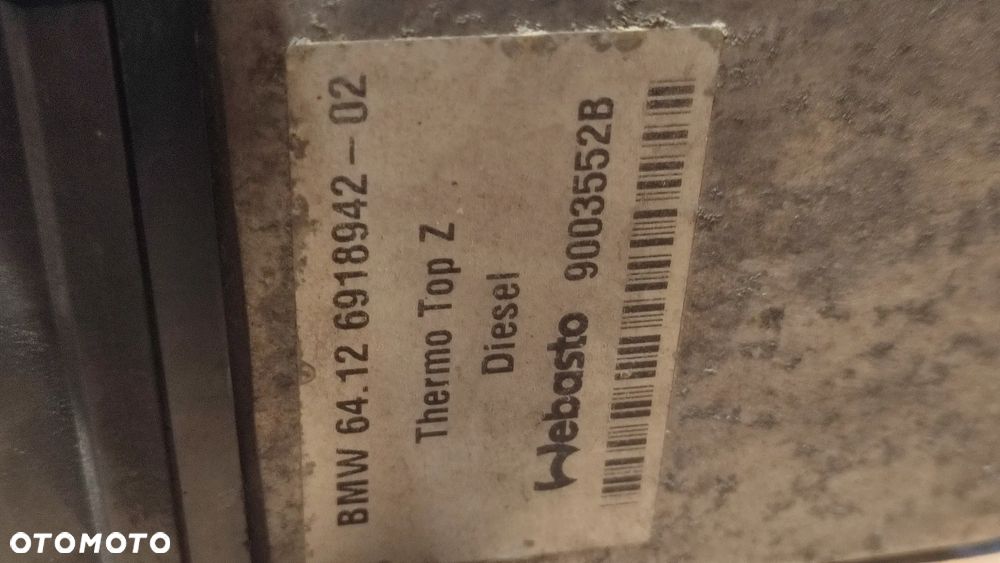 BMW 64.12 6918942-02
Thermo Top Z
Diesel
Webasto 9003552B
OTOMOTO